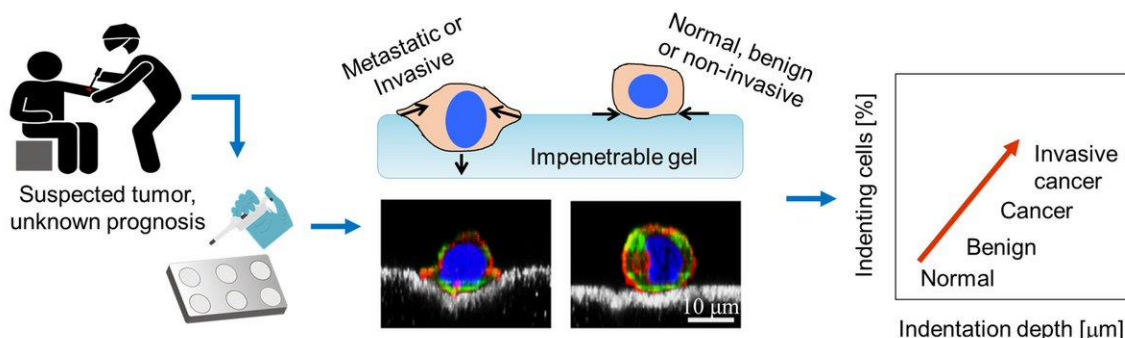 Suspected tumor,
unknown prognosis
Metastatic or
Invasive
Normal, benign
or non-invasive
Impenetrable gel
10 μm
Indenting cells [%]
Invasive
cancer
Cancer
Benign
Normal
Indentation depth [μm]